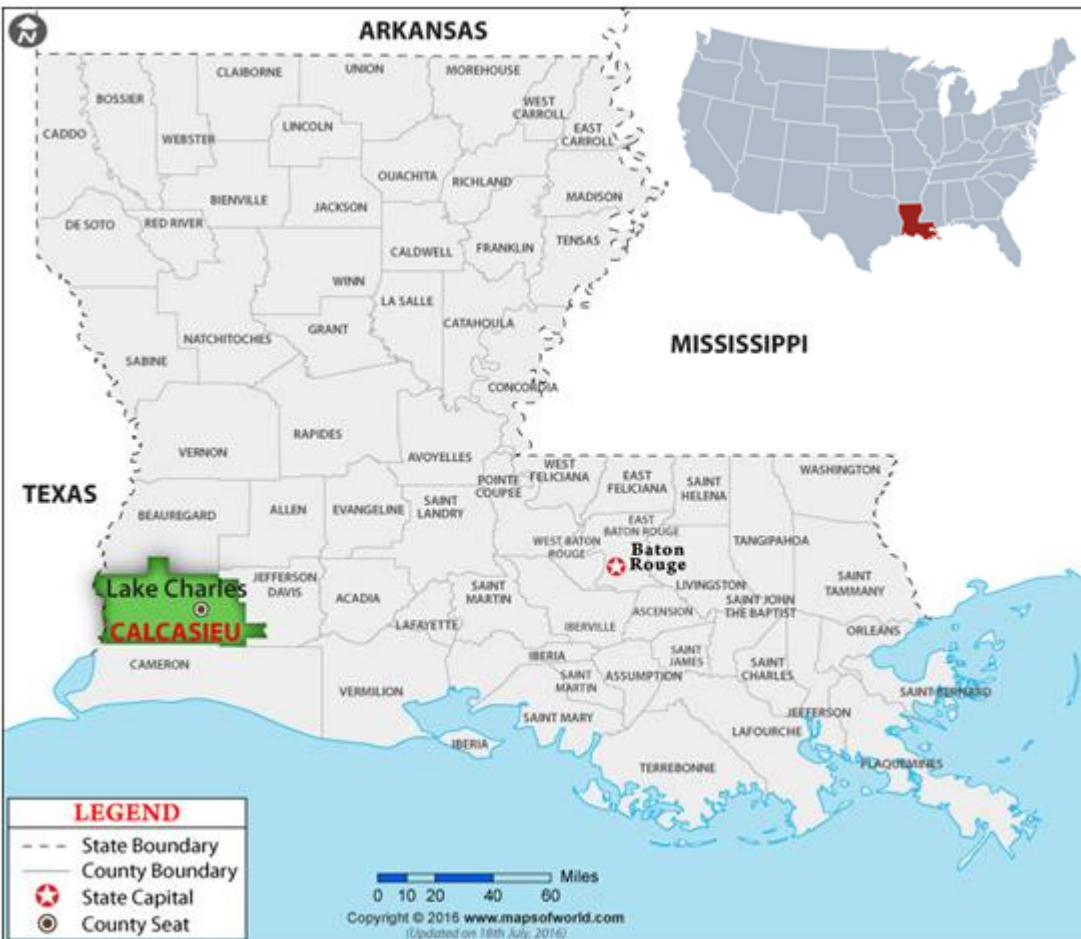 N
ARKANSAS
CLAIBORNE
UNION
MOREHOUSE
BOSSIER
WEST
CARROLL
CADDO
WEBSTER
LINCOLN
EAST
CARROLL
OUACHITA
RICHLAND
MADISON
BIENVILLE
JACKSON
DE SOTO
RED RIVER
CALDWELL
FRANKLIN
TENSAS
WINN
LA SALLE
CATAHOULA
NATCHITOCHES
GRANT
MISSISSIPPI
SABINE
CONCORDIA
RAPIDES
VERNON
AVOYELLES
TEXAS
WEST
FELICIANA
EAST
FELICIANA
SAINT
HELENA
WASHINGTON
POINTE
COUPEE
BEAUREGARD
ALLEN
EVANGELINE
SAINT
LANDRY
EAST
BATON ROUGE
WEST BATON
ROUGE
Baton
Rouge
TANGIPAHOA
Lake Charles
CALCASIEU
JEFFERSON
DAVIS
ACADIA
SAINT
MARTIN
LIVINGSTON
SAINT
TAMMANY
SAINT JOHN
THE BAPTIST
ASCENSION
LAFAYETTE
IBERVILLE
ORLEANS
CAMERON
IBERIA
SAINT
JAMES
SAINT
MARTIN
ASSUMPTION
SAINT
CHARLES
VERMILION
SAINT BERNARD
SAINT MARY
JEEFERSON
LAFOURCHE
IBERIA
TERREBONNE
PLAQUEMINES
LEGEND
State Boundary
County Boundary
State Capital
County Seat
Miles
0 10 20 40 60
Copyright © 2016 www.mapsofworld.com
(Updated on 18th July, 2016)